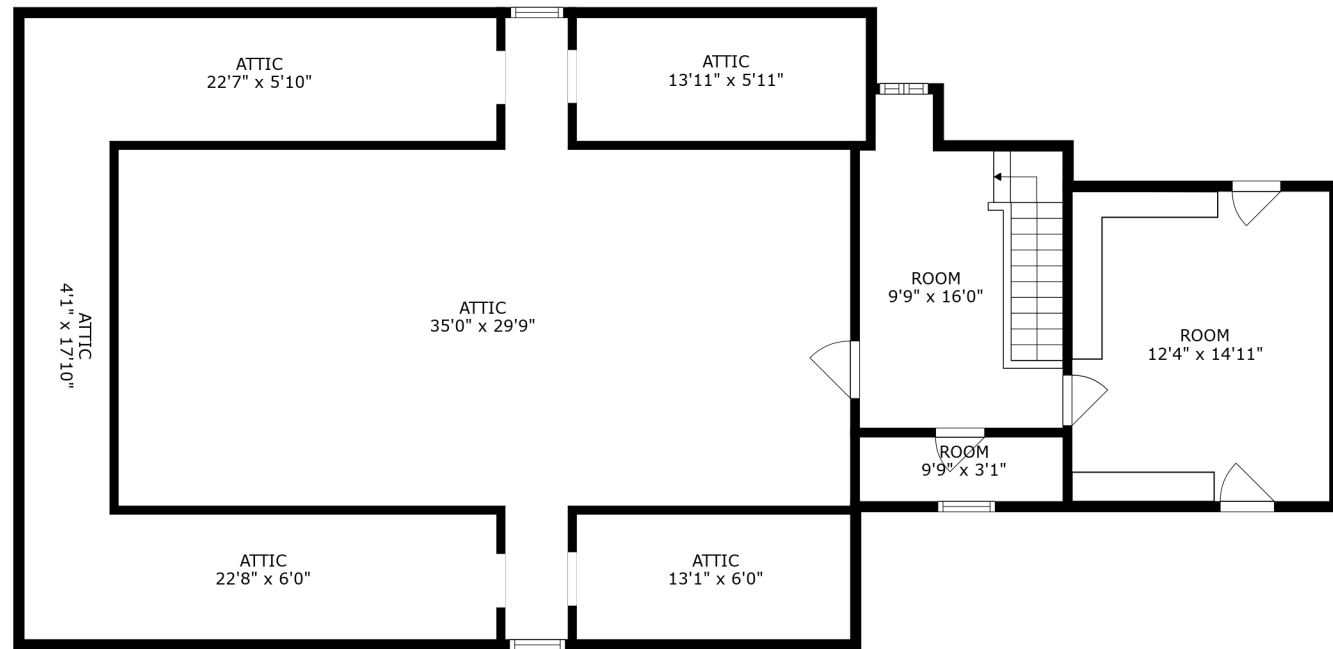 ATTIC
22'7" x 5'10"
ATTIC
13'11" x 5'11"
ATTIC
4'1" x 17'10"
ATTIC
35'0" x 29'9"
ROOM
9'9" x 16'0"
ROOM
12'4" x 14'11"
ROOM
9'9" x 3'1"
ATTIC
22'8" x 6'0"
ATTIC
13'1" x 6'0"